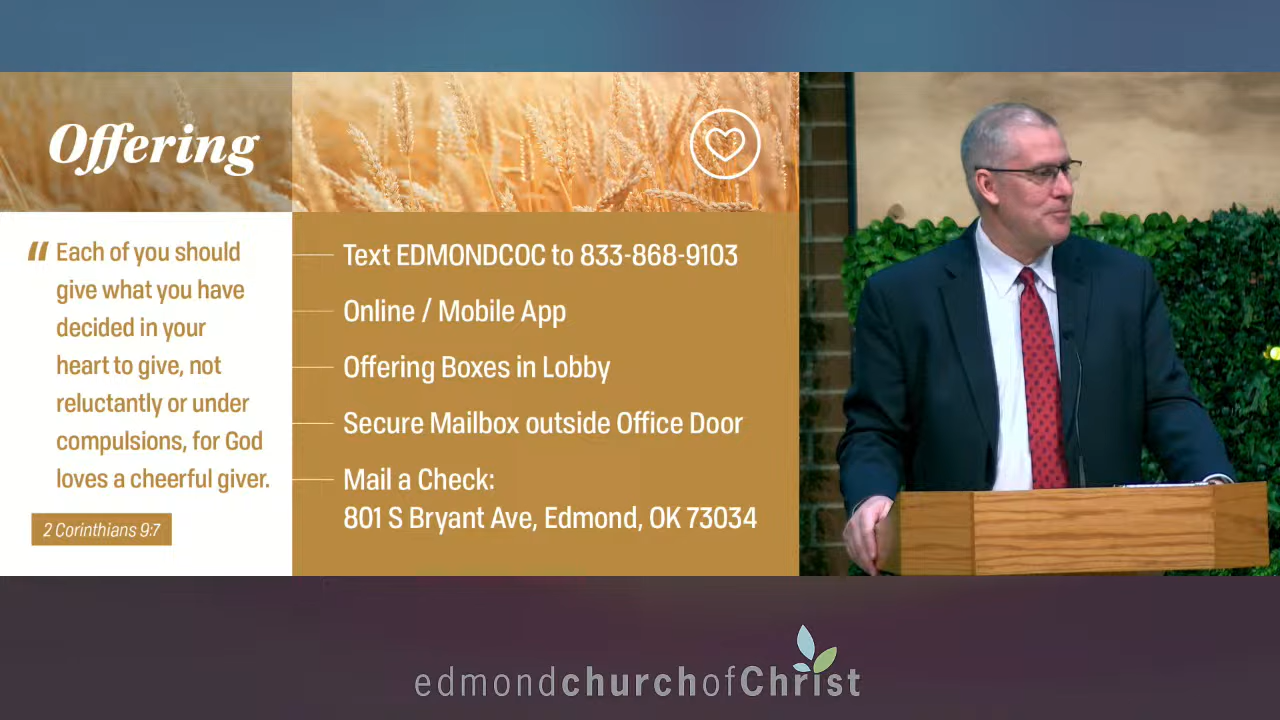 Offering
" Each of you should
give what you have
decided in your
heart to give, not
reluctantly or under
compulsions, for God
loves a cheerful giver.
2 Corinthians 9:7
Text EDMONDCOC to 833-868-9103
Online / Mobile App
Offering Boxes in Lobby
Secure Mailbox outside Office Door
Mail a Check:
801 S Bryant Ave, Edmond, OK 73034
edmondchurchofChrist